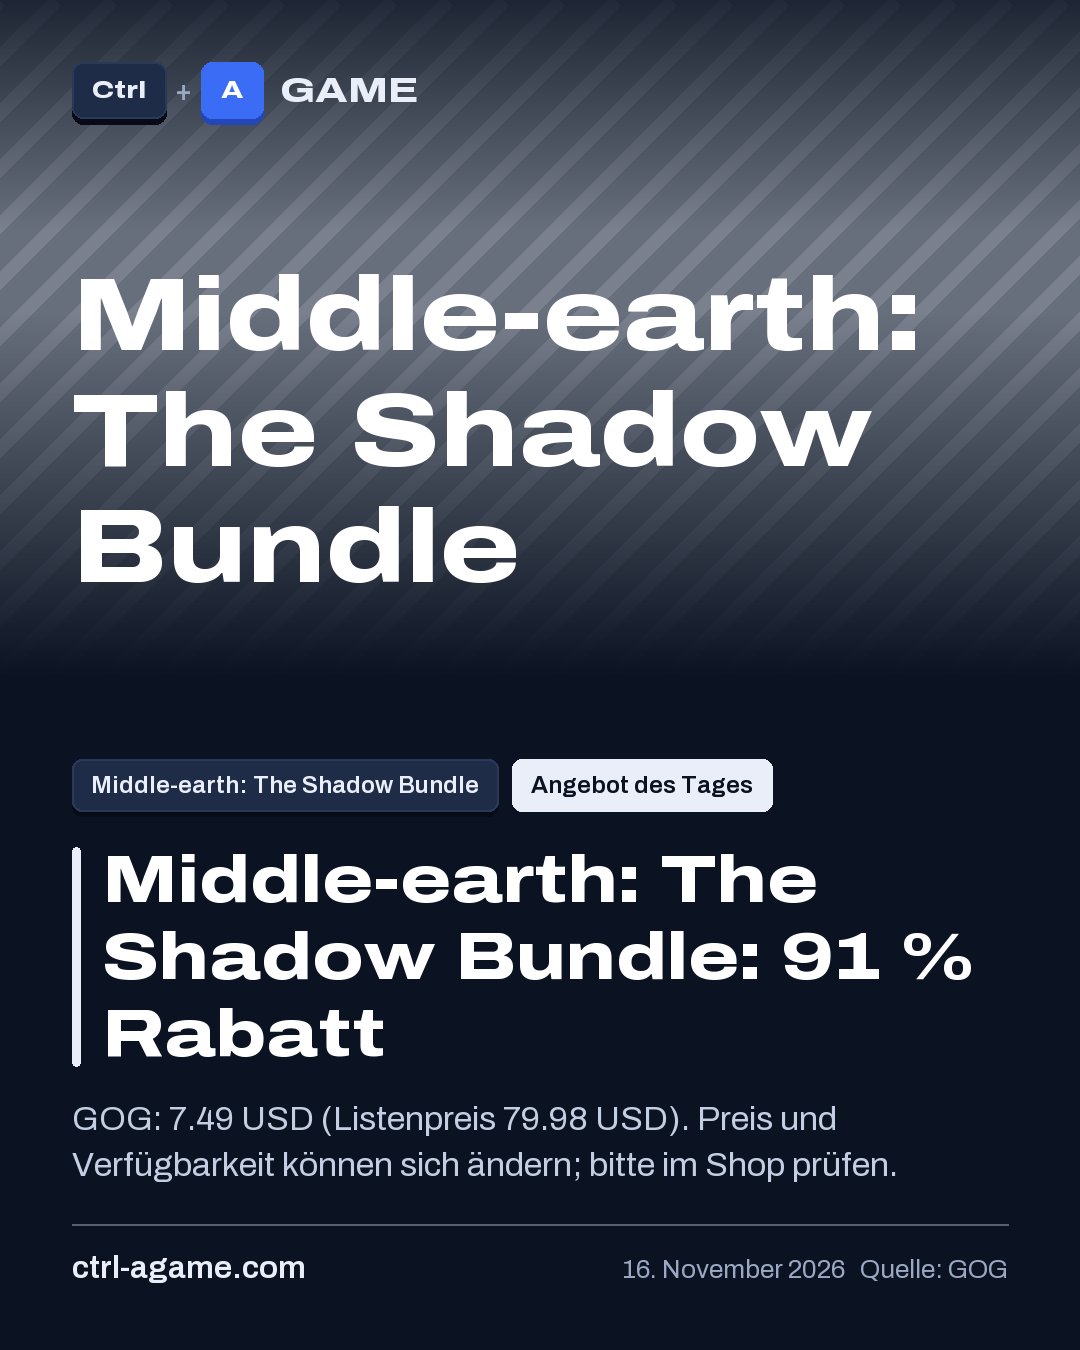 Ctrl + A GAME
Middle-earth:
The Shadow
Bundle
Middle-earth: The Shadow Bundle Angebot des Tages
Middle-earth: The
Shadow Bundle: 91 %
Rabatt
GOG: 7.49 USD (Listenpreis 79.98 USD). Preis und
Verfügbarkeit können sich ändern; bitte im Shop prüfen.
ctrl-agame.com 16. November 2026 Quelle: GOG